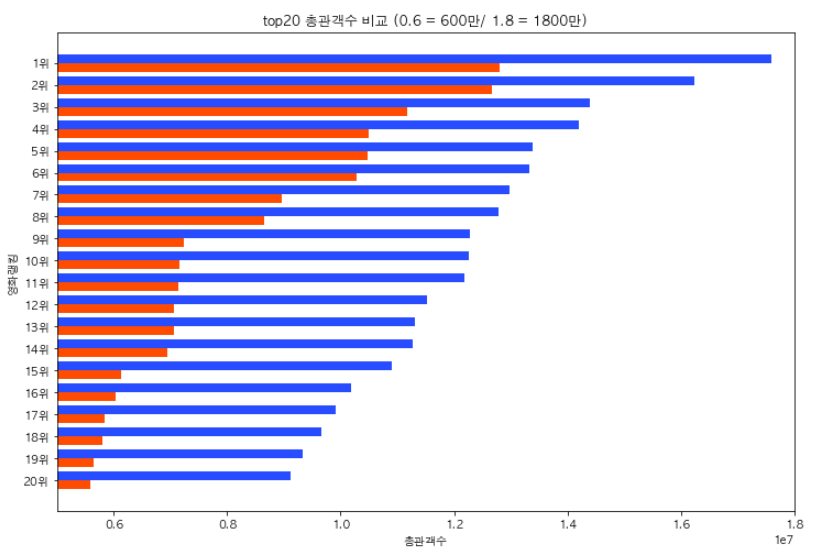 top20 총관객수 비교 (0.6 = 600만/ 1.8 = 1800만)
영화랭킹
1위
2위
3위
4위
5위
6위
7위
8위
9위
10위
11위
12위
13위
14위
15위
16위
17위
18위
19위
20위
0.6 0.8 1.0 1.2 1.4 1.6 1.8
총관객수
1e7